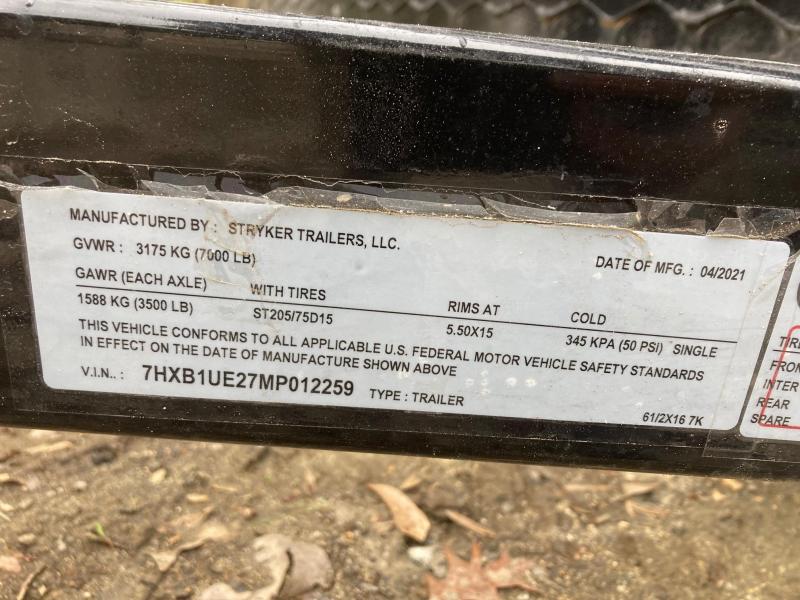 MANUFACTURED BY : STRYKER TRAILERS, LLC.
GVWR : 3175 KG (7000 LB)
DATE OF MFG. : 04/2021
GAWR (EACH AXLE) WITH TIRES RIMS AT COLD
1588 KG (3500 LB) ST205/75D15 5.50X15 345 KPA (50 PSI) SINGLE
THIS VEHICLE CONFORMS TO ALL APPLICABLE U.S. FEDERAL MOTOR VEHICLE SAFETY STANDARDS
IN EFFECT ON THE DATE OF MANUFACTURE SHOWN ABOVE
V.I.N.. : 7HXB1UE27MP012259 TYPE : TRAILER
61/2X16 7K
TIRE
FRON
INTER
REAR
SPARE